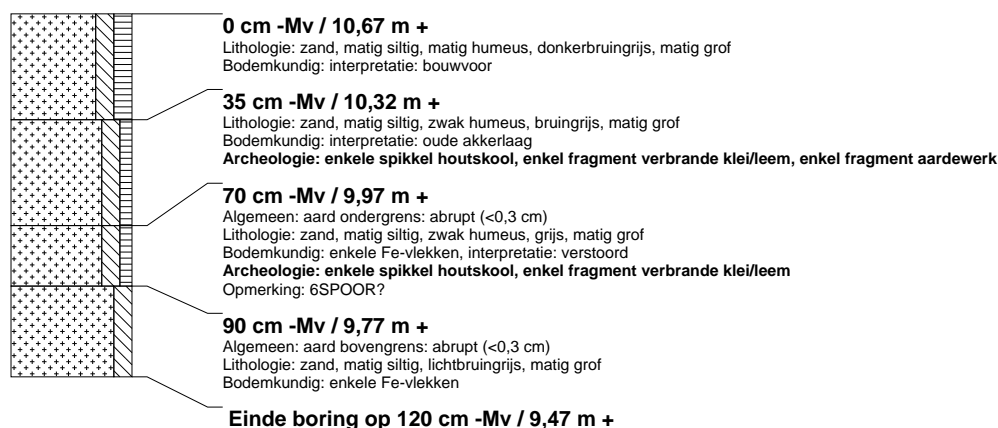 0 cm -Mv / 10,67 m +
Lithologie: zand, matig siltig, matig humeus, donkerbruingrijs, matig grof
Bodemkundig: interpretatie: bouwvoor
35 cm -Mv / 10,32 m +
Lithologie: zand, matig siltig, zwak humeus, bruingrijs, matig grof
Bodemkundig: interpretatie: oude akkerlaag
Archeologie: enkele spikkel houtskool, enkel fragment verbrande klei/leem, enkel fragment aardewerk
70 cm -Mv / 9,97 m +
Algemeen: aard ondergrens: abrupt (<0,3 cm)
Lithologie: zand, matig siltig, zwak humeus, grijs, matig grof
Bodemkundig: enkele Fe-vlekken, interpretatie: verstoord
Archeologie: enkele spikkel houtskool, enkel fragment verbrande klei/leem
Opmerking: 6SPOOR?
90 cm -Mv / 9,77 m +
Algemeen: aard bovengrens: abrupt (<0,3 cm)
Lithologie: zand, matig siltig, lichtbruingrijs, matig grof
Bodemkundig: enkele Fe-vlekken
Einde boring op 120 cm -Mv / 9,47 m +